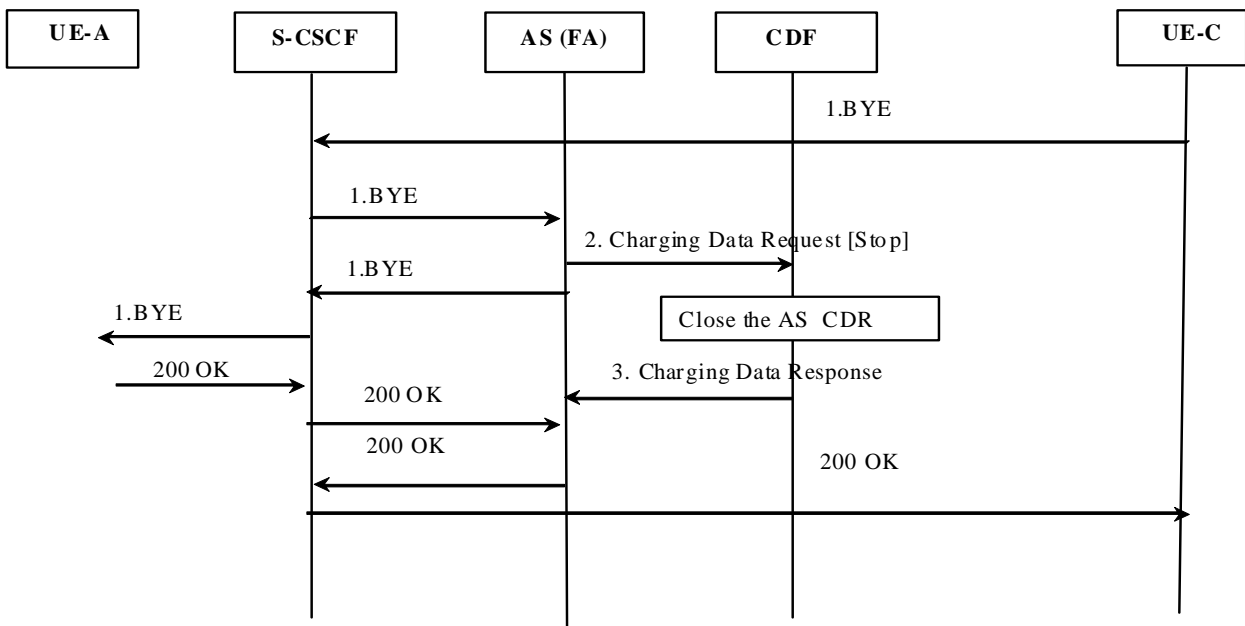 UE-A
S-CSCF
AS (FA)
CDF
UE-C
1.BYE
1.BYE
2. Charging Data Request [Stop]
1.BYE
1.BYE
Close the AS CDR
200 OK
3. Charging Data Response
200 OK
200 OK
200 OK